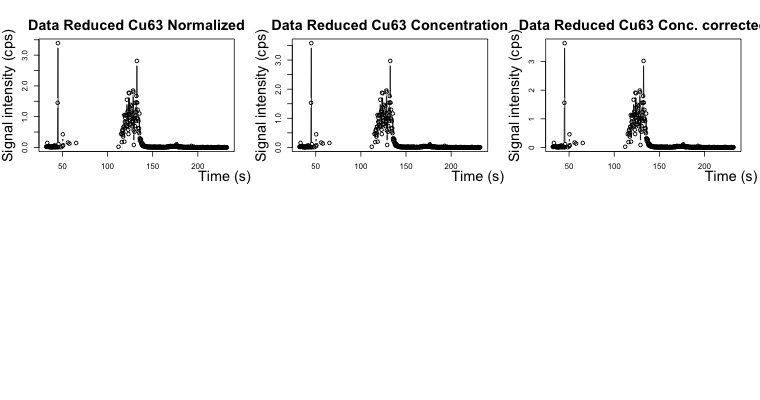 Data Reduced Cu63 Normalized
Signal intensity (cps)
0.0 1.0 2.0 3.0
50 100 150 200
Time (s)
Data Reduced Cu63 Concentration
Signal intensity (cps)
0.0 1.0 2.0 3.0
50 100 150 200
Time (s)
Data Reduced Cu63 Conc. corrected
Signal intensity (cps)
0 1 2 3
50 100 150 200
Time (s)